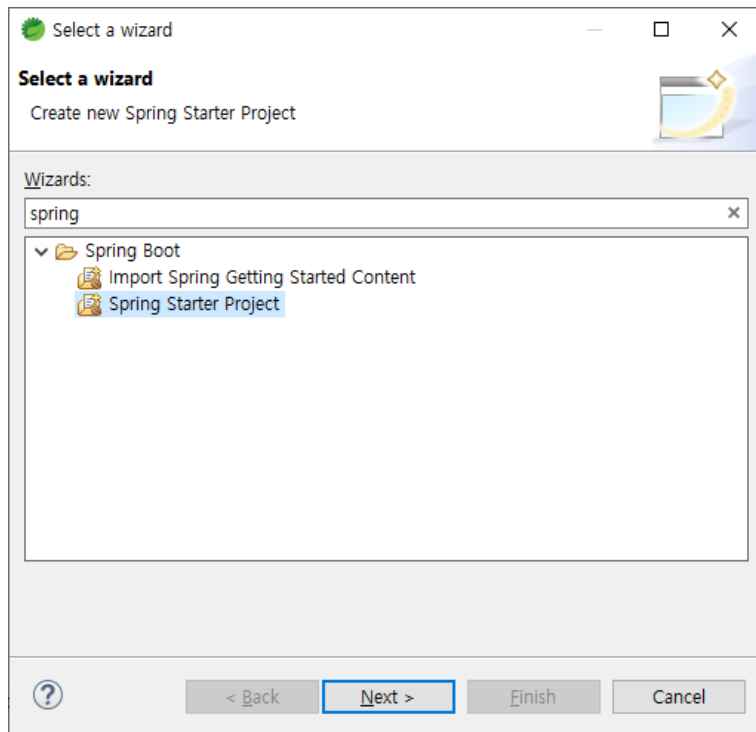 Select a wizard
Select a wizard
Create new Spring Starter Project
Wizards:
spring
Spring Boot
Import Spring Getting Started Content
Spring Starter Project
? < Back Next > Finish Cancel